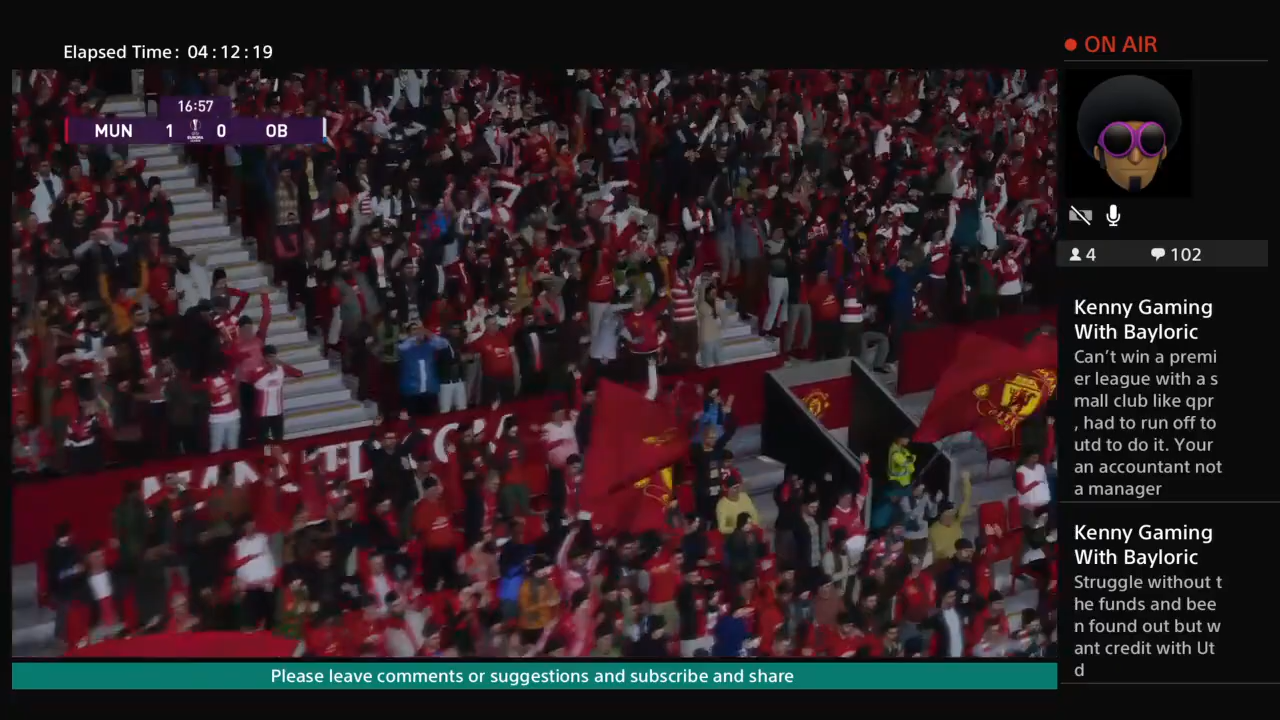 Elapsed Time: 04:12:19
ON AIR
16:57
MUN 1 0 OB
4 102
Kenny Gaming
With Bayloric
Can't win a premi
er league with a s
mall club like qpr
, had to run off to
utd to do it. Your
an accountant not
a manager
Kenny Gaming
With Bayloric
Struggle without t
he funds and bee
n found out but w
ant credit with Ut
d
Please leave comments or suggestions and subscribe and share